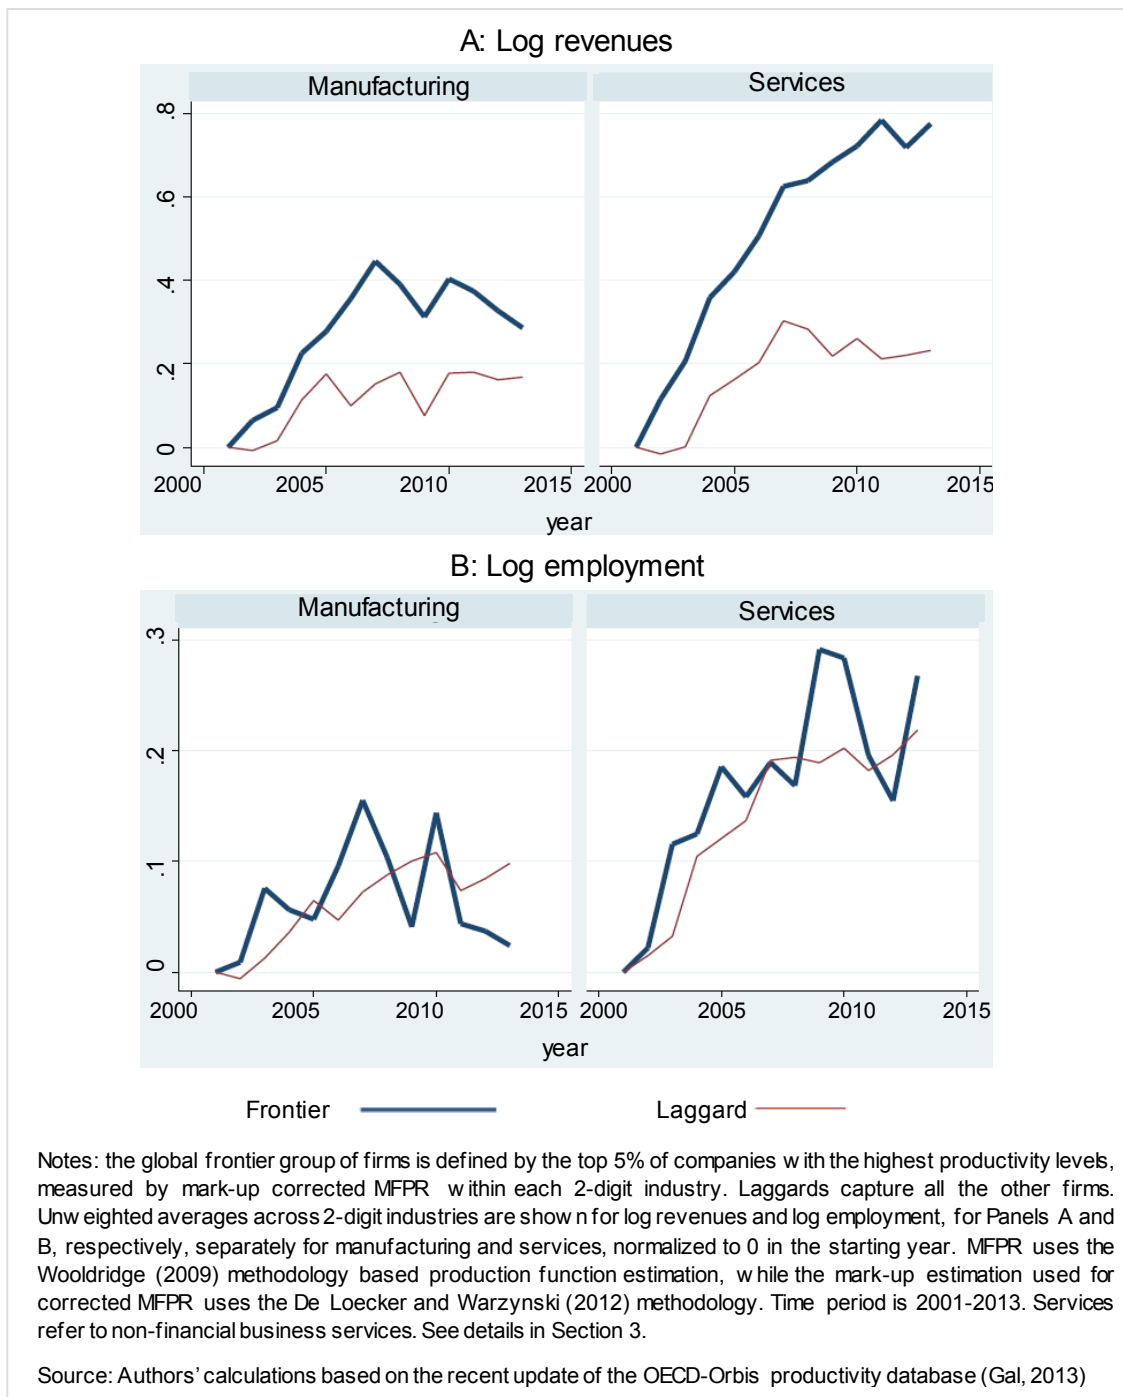 A: Log revenues
Manufacturing
Services
.8
.6
.4
.2
0
2000
2005
2010
2015
2000
2005
2010
2015
year
B: Log employment
Manufacturing
Services
.3
.2
.1
0
2000
2005
2010
2015
2000
2005
2010
2015
year
Frontier
Laggard
Notes: the global frontier group of firms is defined by the top 5% of companies with the highest productivity levels,
measured by mark-up corrected MFPR within each 2-digit industry. Laggards capture all the other firms.
Unweighted averages across 2-digit industries are shown for log revenues and log employment, for Panels A and
B, respectively, separately for manufacturing and services, normalized to 0 in the starting year. MFPR uses the
Wooldridge (2009) methodology based production function estimation, while the mark-up estimation used for
corrected MFPR uses the De Loecker and Warzynski (2012) methodology. Time period is 2001-2013. Services
refer to non-financial business services. See details in Section 3.
Source: Authors' calculations based on the recent update of the OECD-Orbis productivity database (Gal, 2013)